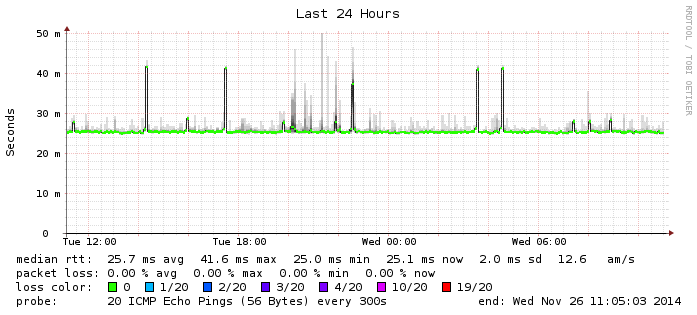 Last 24 Hours
RRDTOOL / TOBI OETIKER
Seconds
50 m
40 m
30 m
20 m
10 m
0
Tue 12:00 Tue 18:00 Wed 00:00 Wed 06:00
median rtt: 25.7 ms avg 41.6 ms max 25.0 ms min 25.1 ms now 2.0 ms sd 12.6 am/s
packet loss: 0.00 % avg 0.00 % max 0.00 % min 0.00 % now
loss color: 0 1/20 2/20 3/20 4/20 10/20 19/20
probe: 20 ICMP Echo Pings (56 Bytes) every 300s end: Wed Nov 26 11:05:03 2014